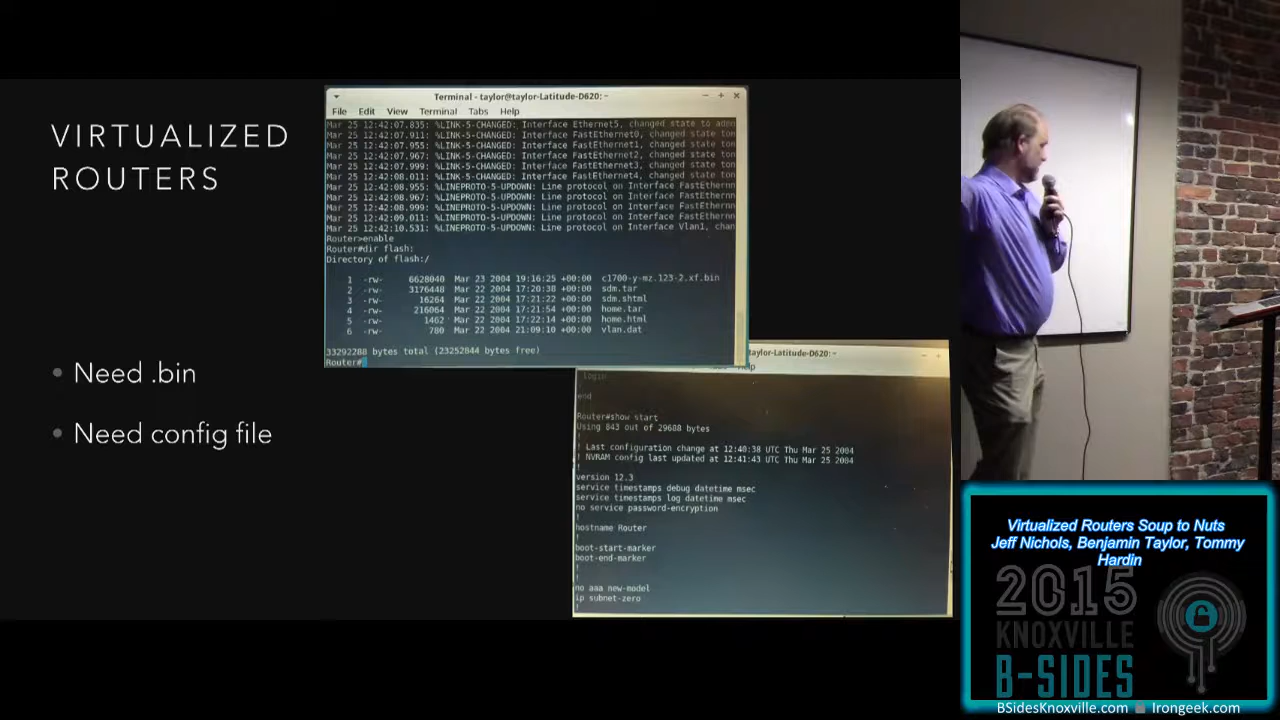 VIRTUALIZED
ROUTERS
Need .bin
Need config file
Terminal - taylor@taylor-Latitude-D620: ~
File Edit View Terminal Tabs Help
Mar 25 12:42:07.835: %LINK-5-CHANGED: Interface Ethernet5, changed state to adm
Mar 25 12:42:07.911: %LINK-5-CHANGED: Interface FastEthernet0, changed state ton
Mar 25 12:42:07.955: %LINK-5-CHANGED: Interface FastEthernet1, changed state ton
Mar 25 12:42:07.967: %LINK-5-CHANGED: Interface FastEthernet2, changed state ton
Mar 25 12:42:07.999: %LINK-5-CHANGED: Interface FastEthernet3, changed state ton
Mar 25 12:42:08.011: %LINK-5-CHANGED: Interface FastEthernet4, changed state ton
Mar 25 12:42:08.955: %LINEPROTO-5-UPDOWN: Line protocol on Interface FastEthernn
Mar 25 12:42:08.967: %LINEPROTO-5-UPDOWN: Line protocol on Interface FastEthernn
Mar 25 12:42:08.999: %LINEPROTO-5-UPDOWN: Line protocol on Interface FastEthernn
Mar 25 12:42:09.011: %LINEPROTO-5-UPDOWN: Line protocol on Interface FastEthernn
Mar 25 12:42:10.531: %LINEPROTO-5-UPDOWN: Line protocol on Interface Vlan1, chan
Router>enable
Router#dir flash:
Directory of flash:/
1 -rw- 6628040 Mar 23 2004 19:16:25 +00:00 c1700-y-mz.123-2.xf.bin
2 -rw- 3176448 Mar 22 2004 17:20:38 +00:00 sdm.tar
3 -rw- 16264 Mar 22 2004 17:21:22 +00:00 sdm.shtml
4 -rw- 216064 Mar 22 2004 17:21:54 +00:00 home.tar
5 -rw- 1462 Mar 22 2004 17:22:14 +00:00 home.html
6 -rw- 780 Mar 22 2004 21:09:10 +00:00 vlan.dat
33292288 bytes total (23252844 bytes free)
Router#
taylor-Latitude-D620: ~
login
end
Router#show start
Using 843 out of 29688 bytes
!
! Last configuration change at 12:40:38 UTC Thu Mar 25 2004
! NVRAM config last updated at 12:41:43 UTC Thu Mar 25 2004
!
version 12.3
service timestamps debug datetime msec
service timestamps log datetime msec
no service password-encryption
!
hostname Router
!
boot-start-marker
boot-end-marker
!
!
no aaa new-model
ip subnet-zero
!
Virtualized Routers Soup to Nuts
Jeff Nichols, Benjamin Taylor, Tommy
Hardin
2015
KNOXVILLE
B-SIDES
BSidesKnoxville.com Irongeek.com